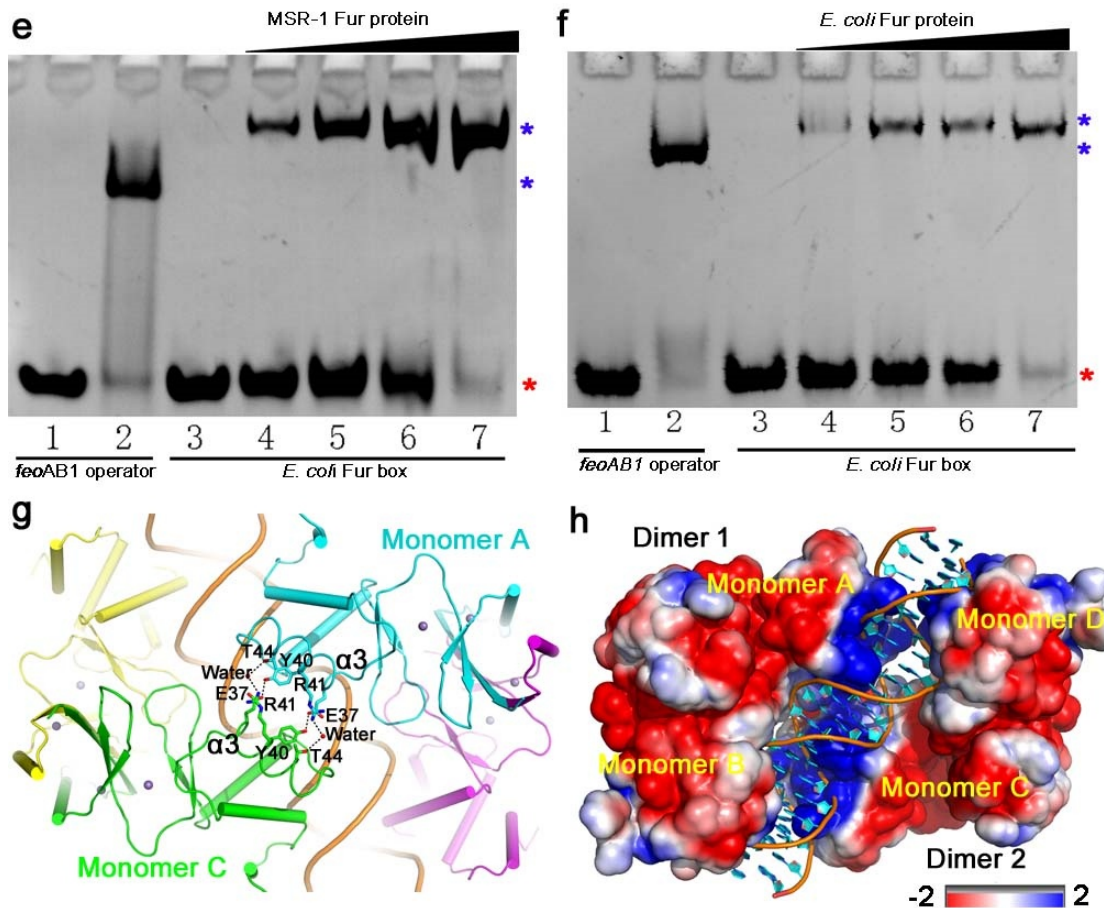 e
MSR-1 Fur protein
*
*
*
1 2 3 4 5 6 7
feoAB1 operator
E. coli Fur box
f
E. coli Fur protein
*
*
*
1 2 3 4 5 6 7
feoAB1 operator
E. coli Fur box
g
Monomer A
T44
Y40
α3
Water
R41
E37
R41
E37
α3
Water
Y40
T44
Monomer C
h
Dimer 1
Monomer A
Monomer D
Monomer B
Monomer C
Dimer 2
-2 2